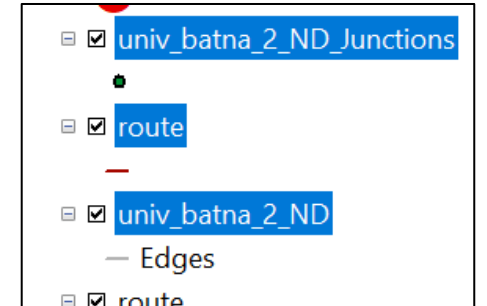 univ_batna_2_ND_Junctions
route
univ_batna_2_ND
Edges
route